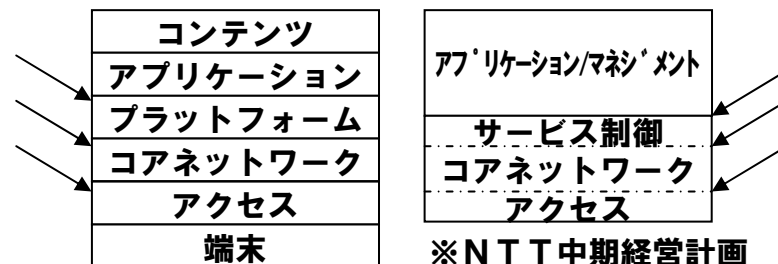 コンテンツ
アプリケーション
プラットフォーム
コアネットワーク
アクセス
端末
アプリケーション/マネジメント
サービス制御
コアネットワーク
アクセス
※NTT中期経営計画